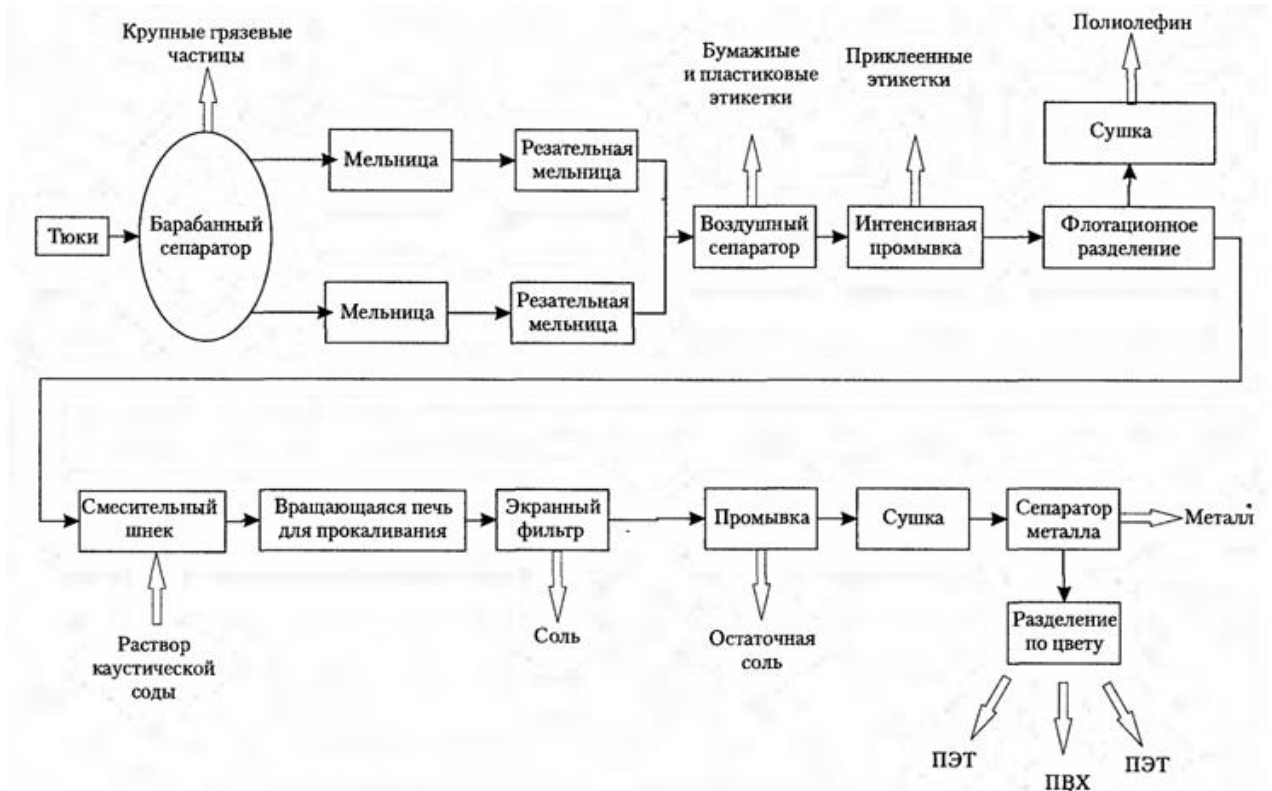 Крупные грязевые
частицы
Бумажные
и пластиковые
этикетки
Приклеенные
этикетки
Полиолефин
Сушка
Мельница
Резательная
мельница
Тюки
Барабанный
сепаратор
Воздушный
сепаратор
Интенсивная
промывка
Флотационное
разделение
Мельница
Резательная
мельница
Смесительный
шнек
Вращающаяся печь
для прокаливания
Экранный
фильтр
Промывка
Сушка
Сепаратор
металла
Металл
Раствор
каустической
соды
Соль
Остаточная
соль
Разделение
по цвету
ПЭТ
ПВХ
ПЭТ